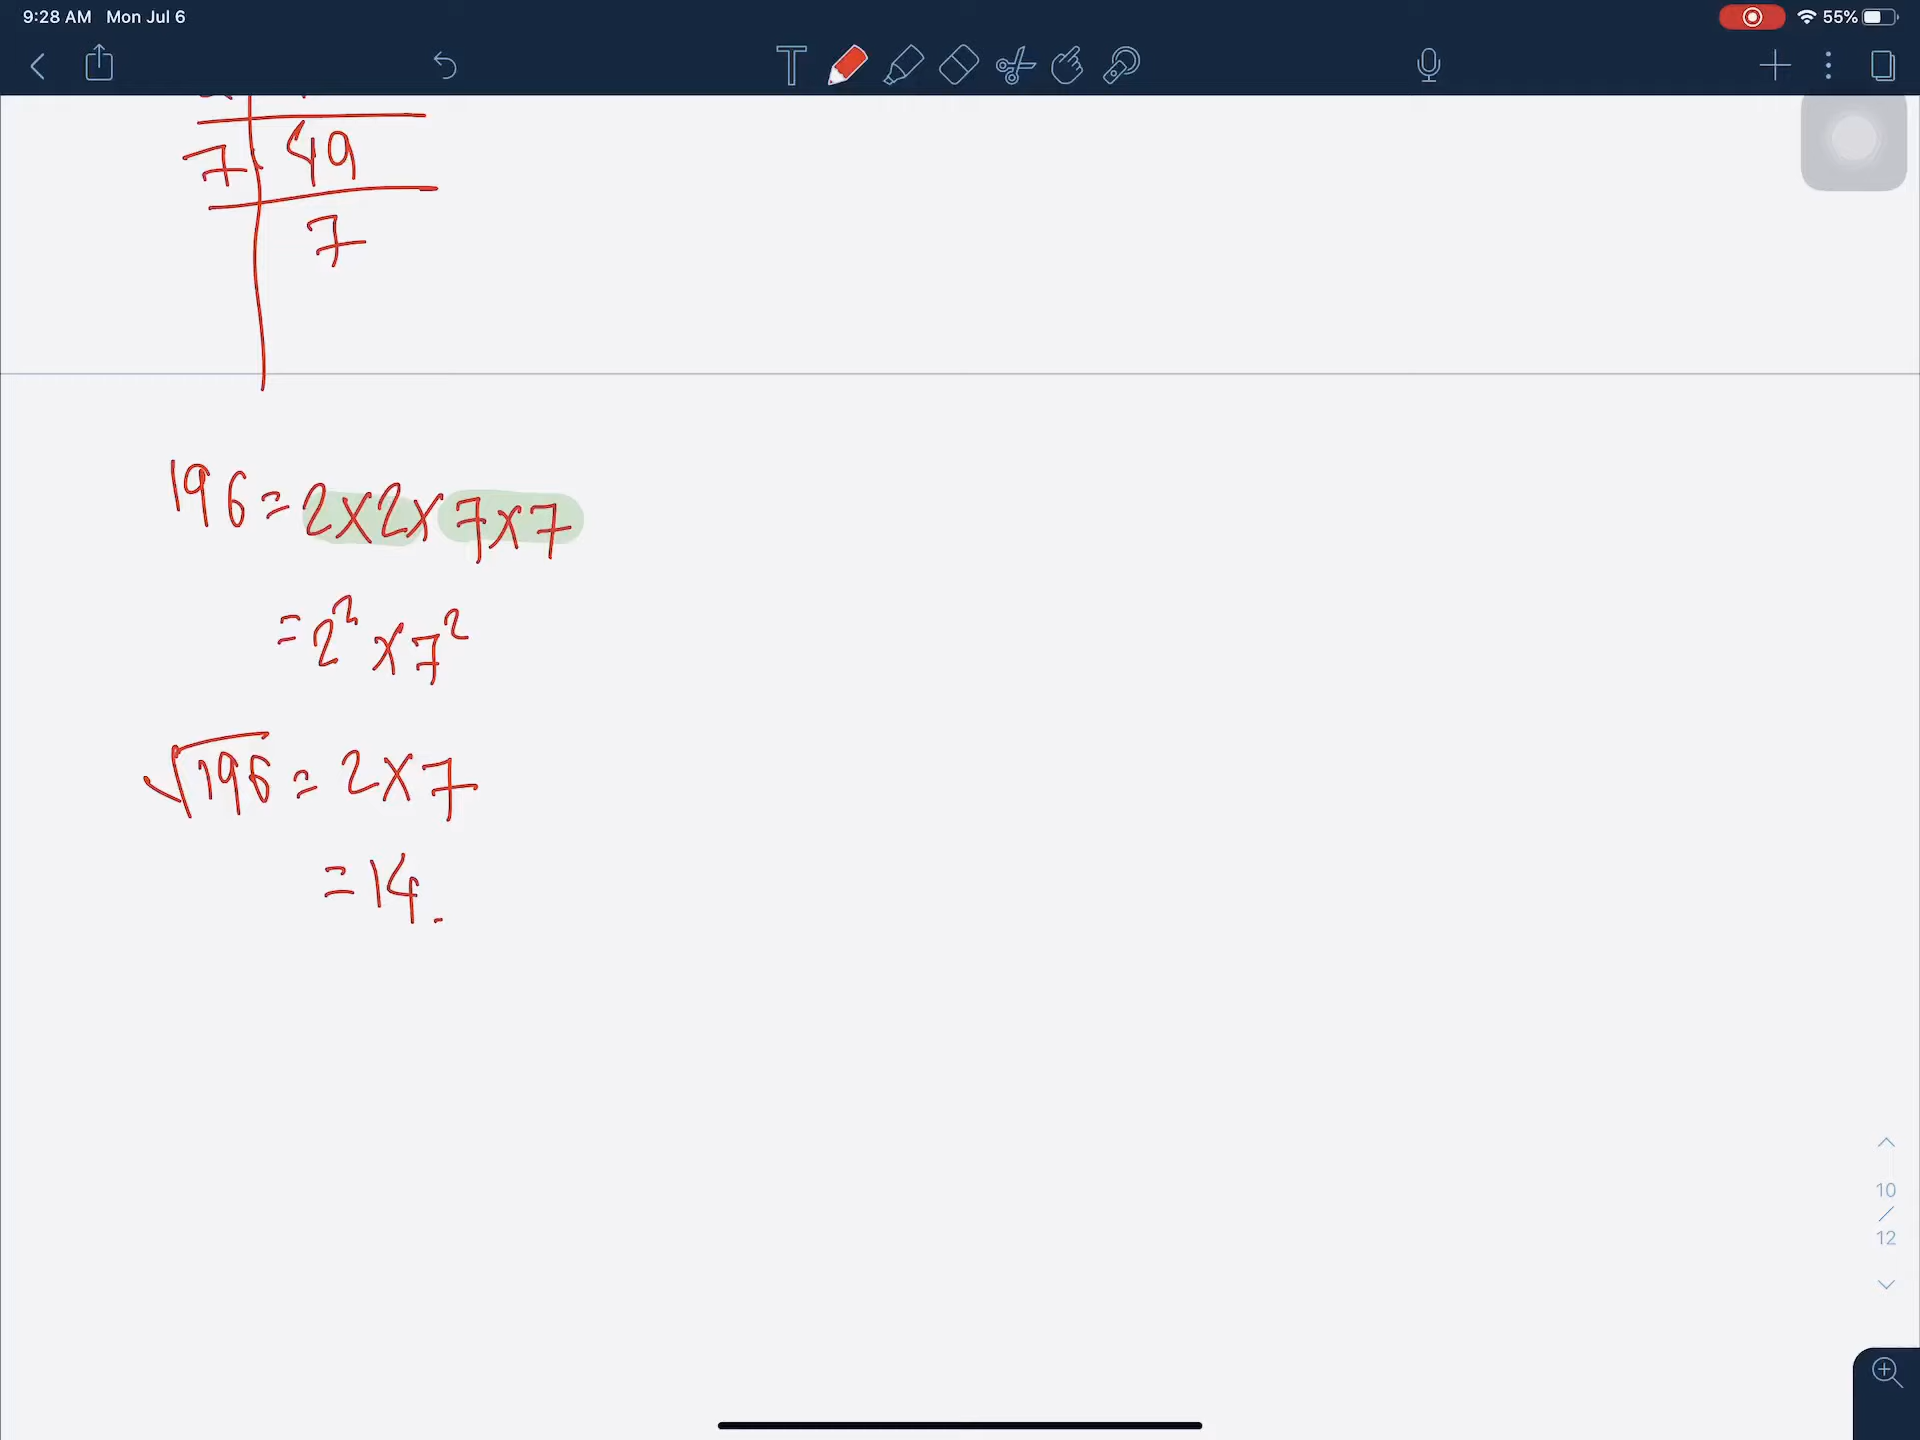 9:28 AM Mon Jul 6
55%
T
7 49
7
196=2x2x7x7
=2²x7²
√196=2x7
=14.
10
/
12